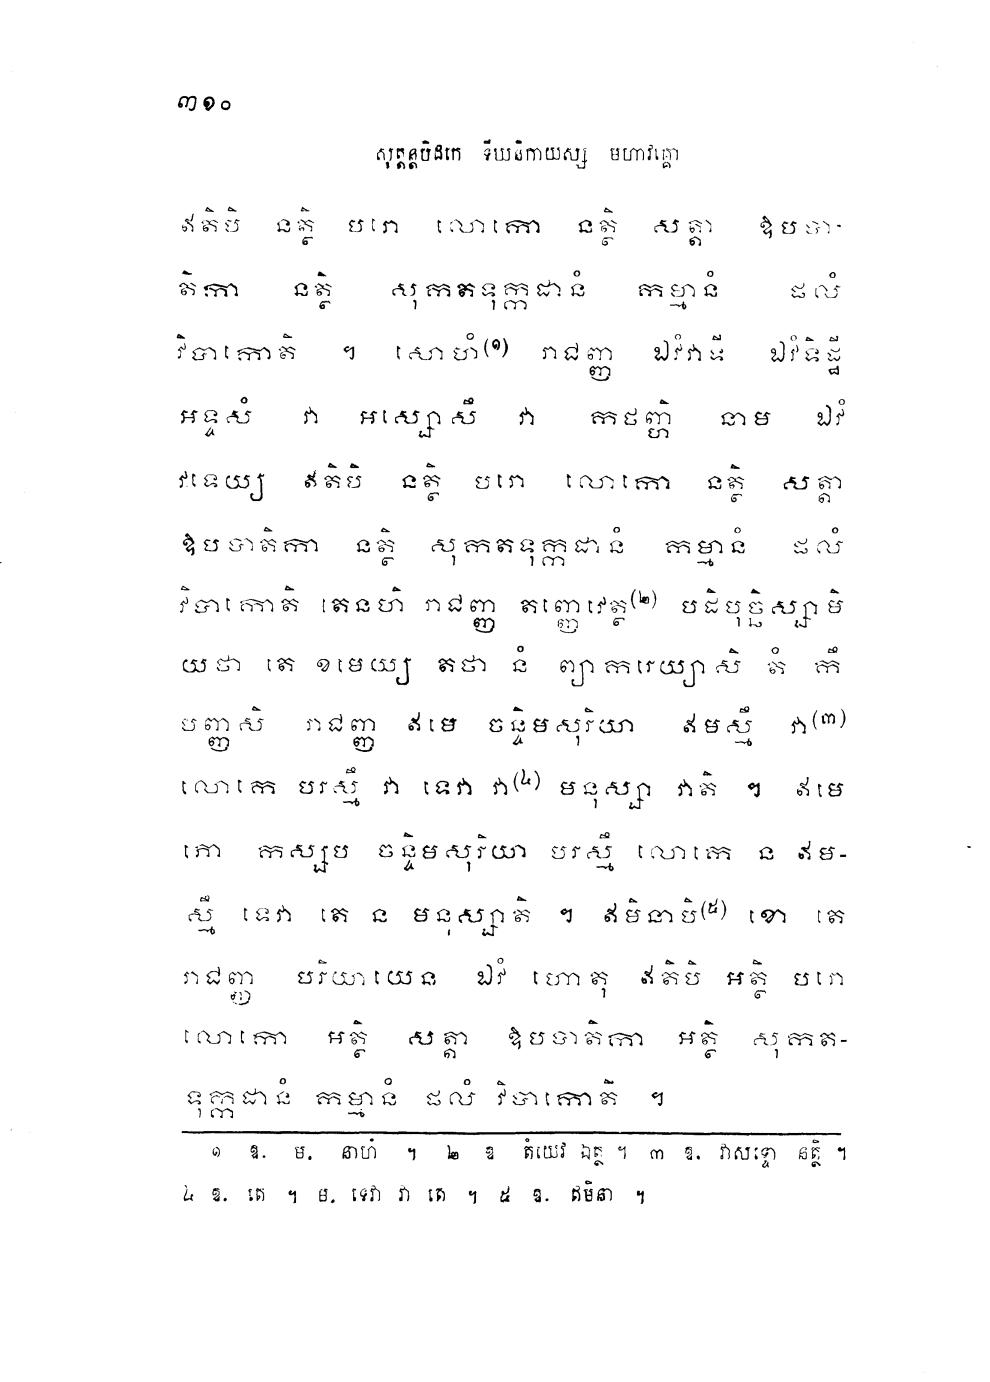 ៣១០
សុត្តន្តបិដកេ ទីឃនិកាយស្ស មហាវគ្គោ
ឥតិបិ នត្ថិ បរោ លោកោ នត្ថិ សត្តា ឱបបា-
តិកា នត្ថិ សុកតទុក្កដានំ កម្មានំ ផលំ
វិបាកោតិ ។ សោហំ(១) រាជញ្ញ ឯវំវាទឹ ឯវំទិដ្ឋឹ
អទ្ទសំ វា អស្សោសឹ វា កថញ្ហិ នាម ឯវំ
វទេយ្យ ឥតិបិ នត្ថិ បរោ លោកោ នត្ថិ សត្តា
ឱបបាតិកា នត្ថិ សុកតទុក្កដានំ កម្មានំ ផលំ
វិបាកោតិ តេនហិ រាជញ្ញ តញ្ញេវេត្ថ(២) បដិបុច្ឆិស្សាមិ
យថា តេ ខមេយ្យ តថា នំ ព្យាករេយ្យាសិ តំ កឹ
មញ្ញសិ រាជញ្ញ ឥមេ ចន្ទិមសុរិយា ឥមស្មឹ វា(៣)
លោកេ បរស្មឹ វា ទេវា វា(៤) មនុស្សា វាតិ ។ ឥមេ
ភោ កស្សប ចន្ទិមសុរិយា បរស្មឹ លោកេ ន ឥម-
ស្មឹ ទេវា តេ ន មនុស្សាតិ ។ ឥមិនាបិ(៥) ខោ តេ
រាជញ្ញ បរិយាយេន ឯវំ ហោតុ ឥតិបិ អត្ថិ បរោ
លោកោ អត្ថិ សត្តា ឱបបាតិកា អត្ថិ សុកត-
ទុក្កដានំ កម្មានំ ផលំ វិបាកោតិ ។
១ ឱ. ម. នាហំ ។ ២ ឱ តំយេវ ឯត្ថ ។ ៣ ឱ. វាសទ្ទោ នត្ថិ ។
៤ ឱ. តេ ។ ម. ទេវា វា តេ ។ ៥ ឱ. ឥមិនា ។